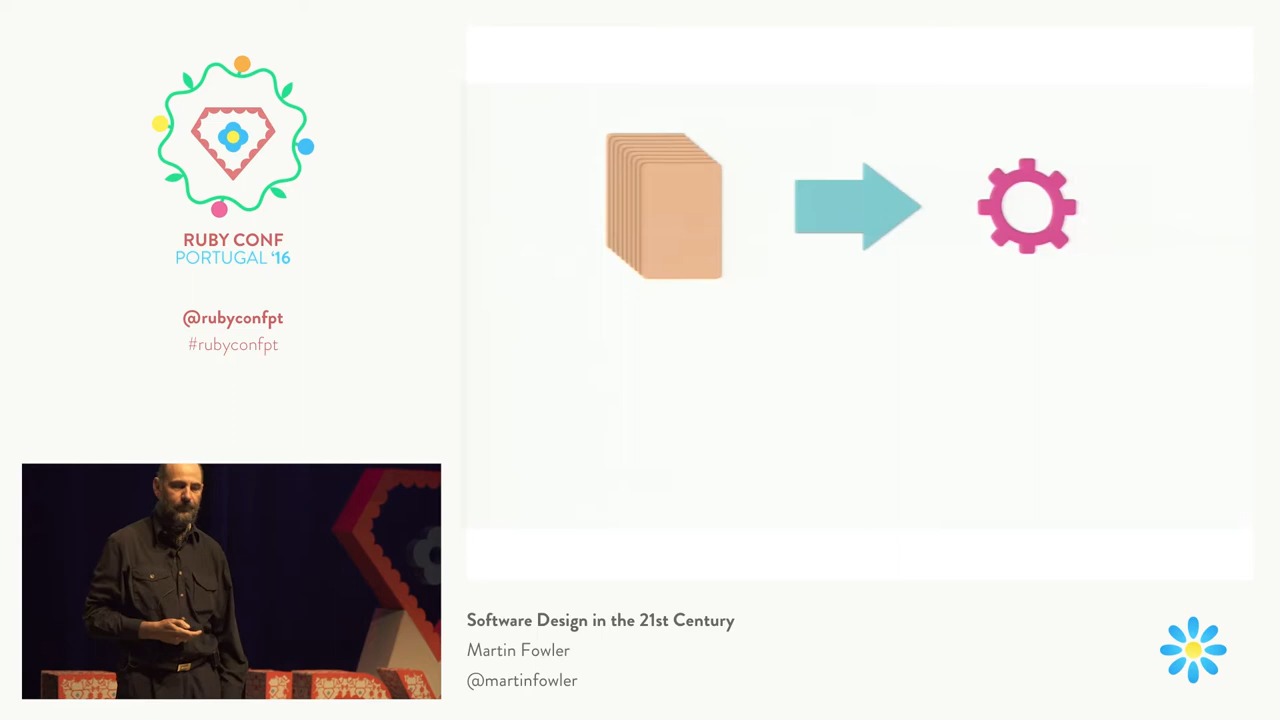 RUBY CONF
PORTUGAL '16
@rubyconfpt
#rubyconfpt
Software Design in the 21st Century
Martin Fowler
@martinfowler